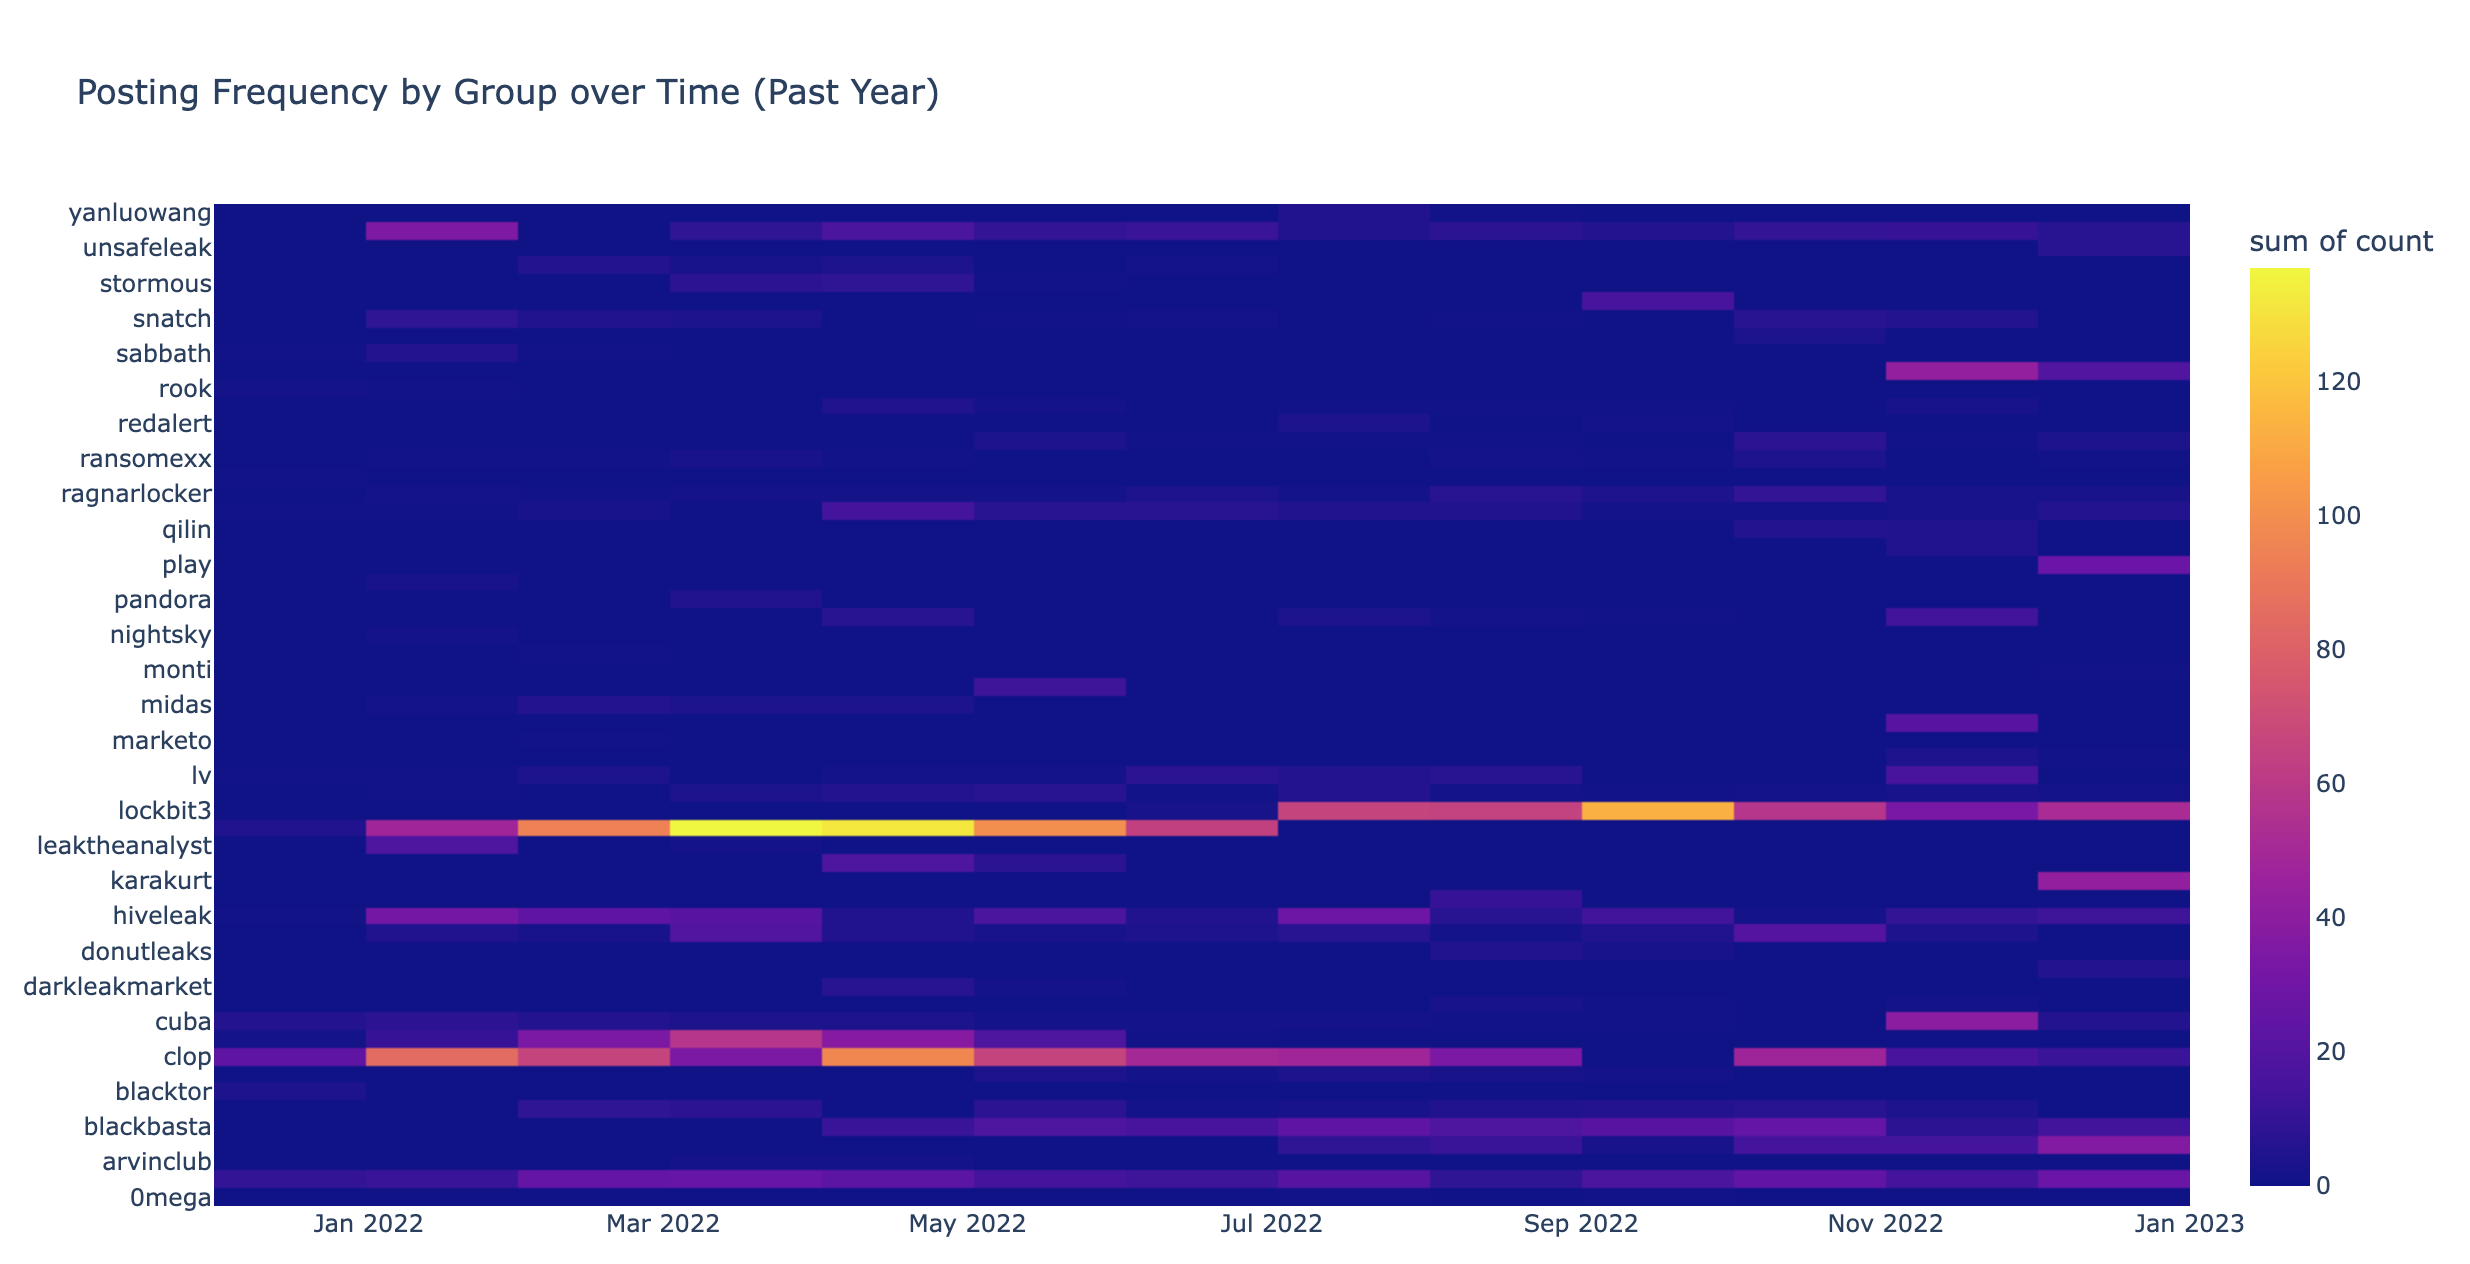 Posting Frequency by Group over Time (Past Year)
yanluowang
unsafeleak
stormous
snatch
sabbath
rook
redalert
ransomexx
ragnarlocker
qilin
play
pandora
nightsky
monti
midas
marketo
lv
lockbit3
leaktheanalyst
karakurt
hiveleak
donutleaks
darkleakmarket
cuba
clop
blacktor
blackbasta
arvinclub
0mega
Jan 2022 Mar 2022 May 2022 Jul 2022 Sep 2022 Nov 2022 Jan 2023
sum of count
120
100
80
60
40
20
0